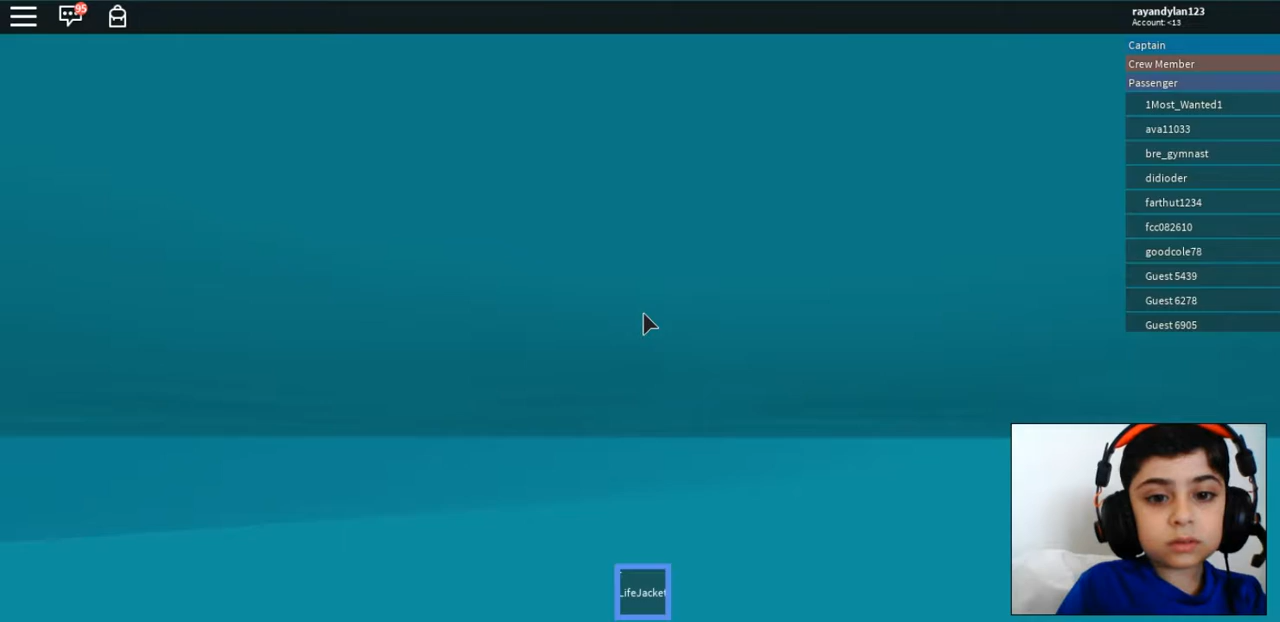 95
rayandylan123
Account: <13
Captain
Crew Member
Passenger
1Most_Wanted1
ava11033
bre_gymnast
didioder
farthut1234
fcc082610
goodcole78
Guest 5439
Guest 6278
Guest 6905
LifeJacket